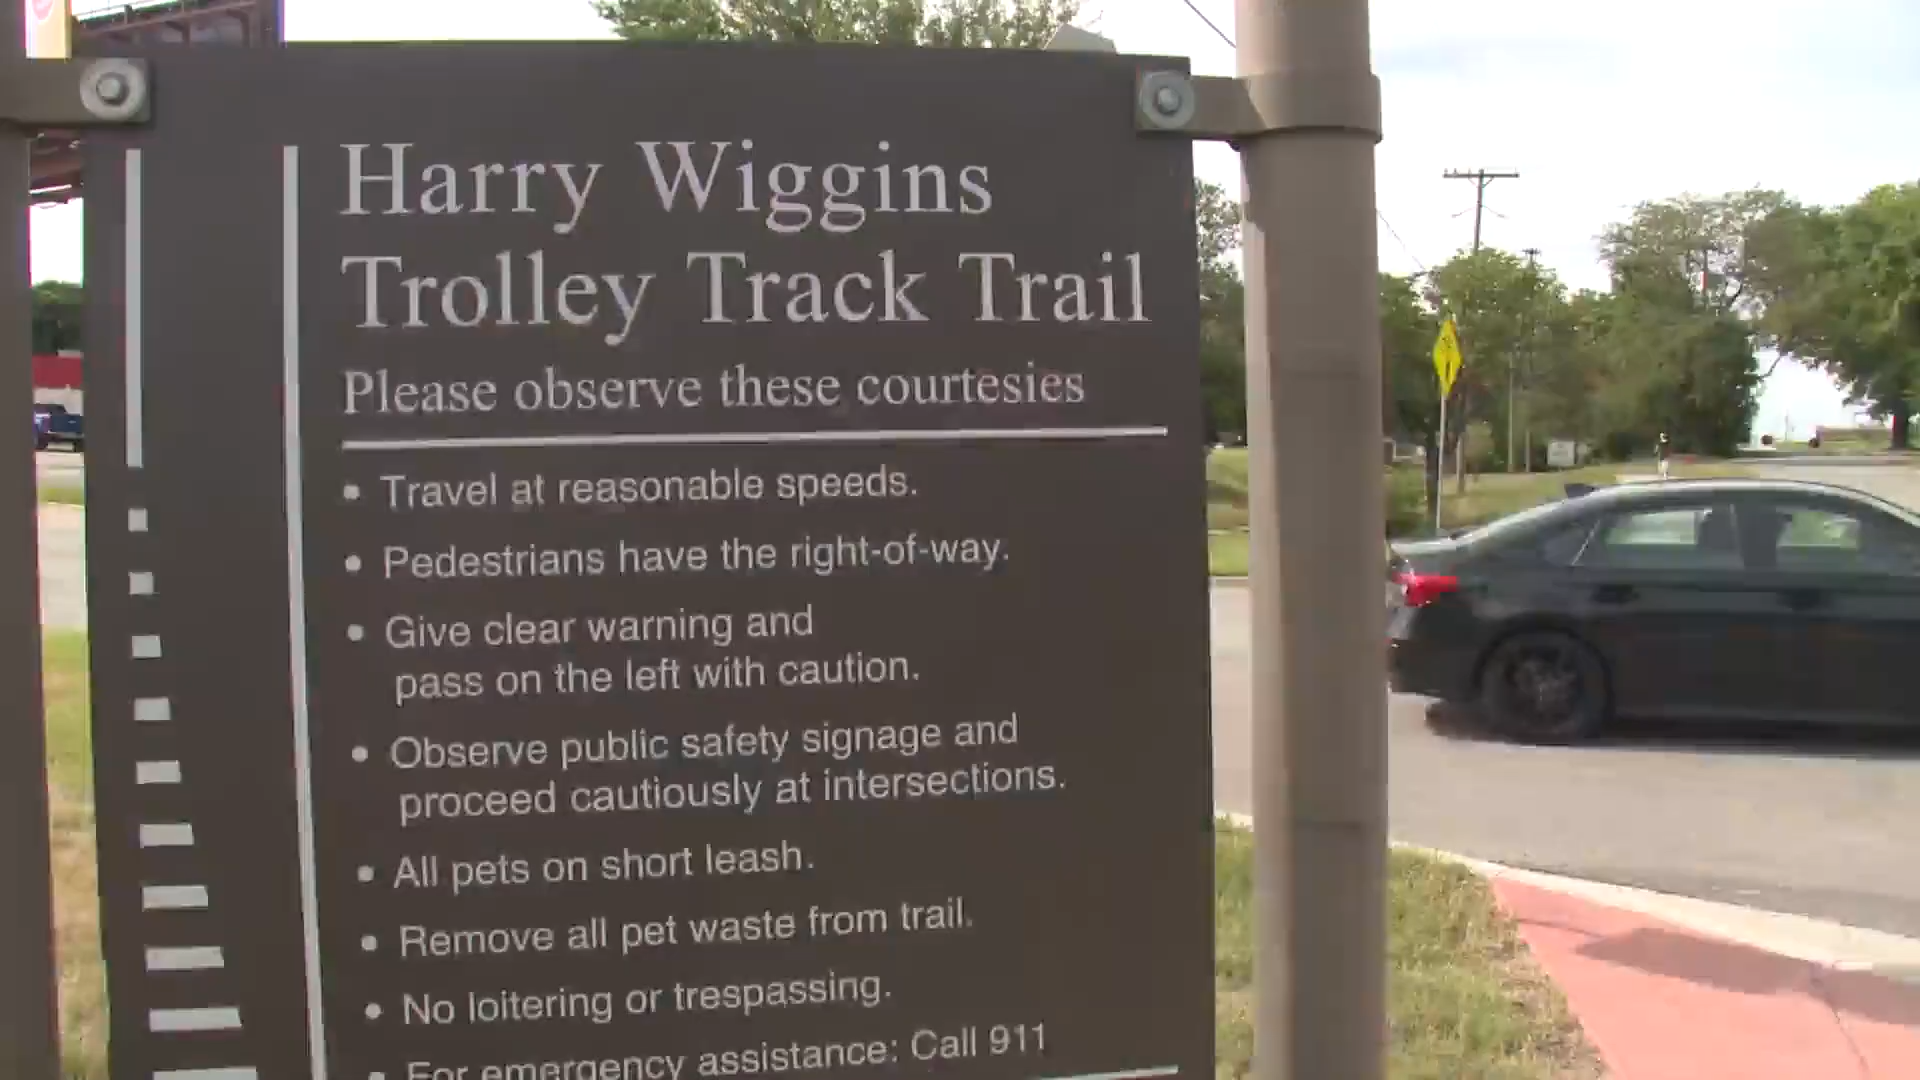 Harry Wiggins
Trolley Track Trail
Please observe these courtesies
• Travel at reasonable speeds.
• Pedestrians have the right-of-way.
• Give clear warning and
pass on the left with caution.
• Observe public safety signage and
proceed cautiously at intersections.
• All pets on short leash.
• Remove all pet waste from trail.
• No loitering or trespassing.
• For emergency assistance: Call 911